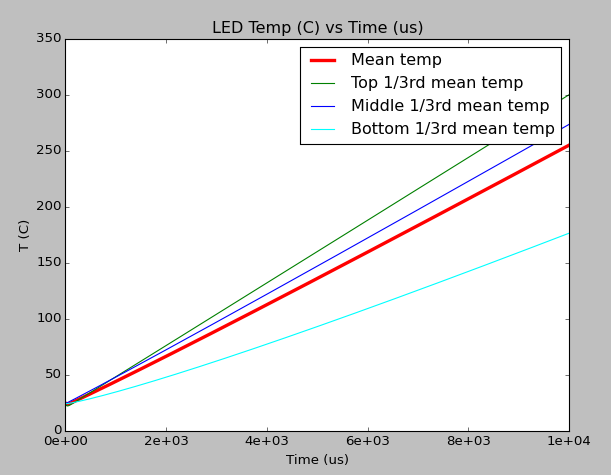 LED Temp (C) vs Time (us)
350
300
250
200
150
100
50
0
T (C)
Mean temp
Top 1/3rd mean temp
Middle 1/3rd mean temp
Bottom 1/3rd mean temp
0e+00 2e+03 4e+03 6e+03 8e+03 1e+04
Time (us)